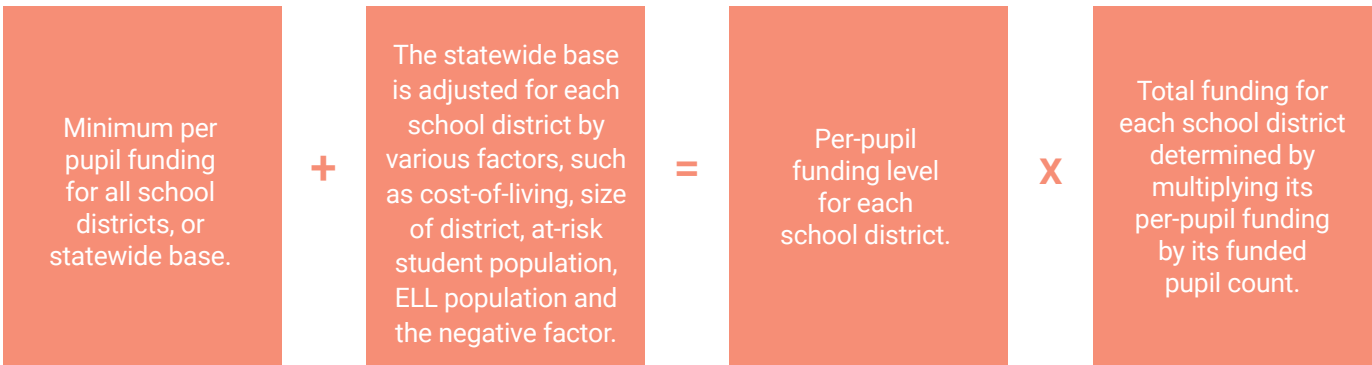 Minimum per
pupil funding
for all school
districts, or
statewide base.
+
The statewide base
is adjusted for each
school district by
various factors, such
as cost-of-living, size
of district, at-risk
student population,
ELL population and
the negative factor.
=
Per-pupil
funding level
for each
school district.
X
Total funding for
each school district
determined by
multiplying its
per-pupil funding
by its funded
pupil count.